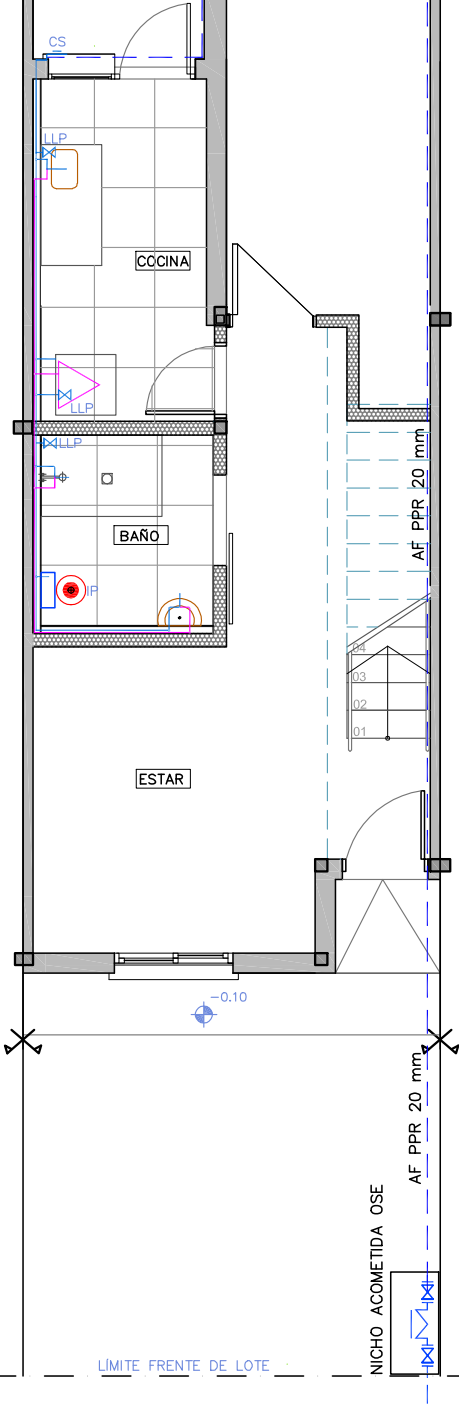 CS
LLP
COCINA
LLP
LLP
AF PPR 20 mm
BAÑO
IP
04
03
02
01
ESTAR
-0.10
AF PPR 20 mm
NICHO ACOMETIDA OSE
LÍMITE FRENTE DE LOTE